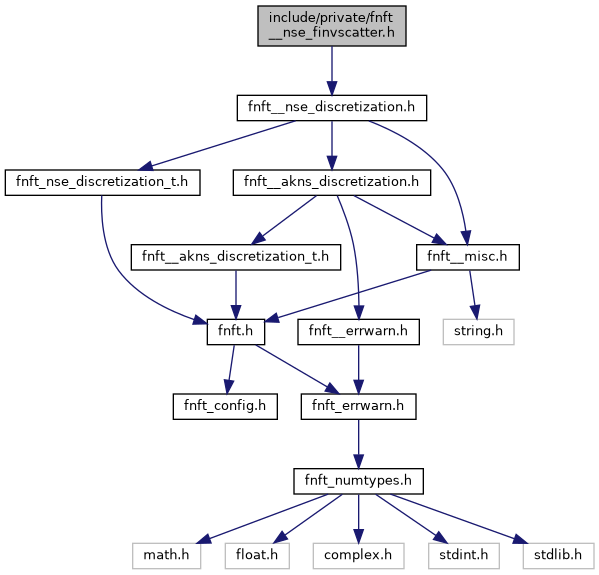 include/private/fnft
__nse_finvscatter.h
fnft__nse_discretization.h
fnft_nse_discretization_t.h
fnft__akns_discretization.h
fnft__akns_discretization_t.h
fnft__misc.h
fnft.h
fnft__errwarn.h
string.h
fnft_config.h
fnft_errwarn.h
fnft_numtypes.h
math.h
float.h
complex.h
stdint.h
stdlib.h